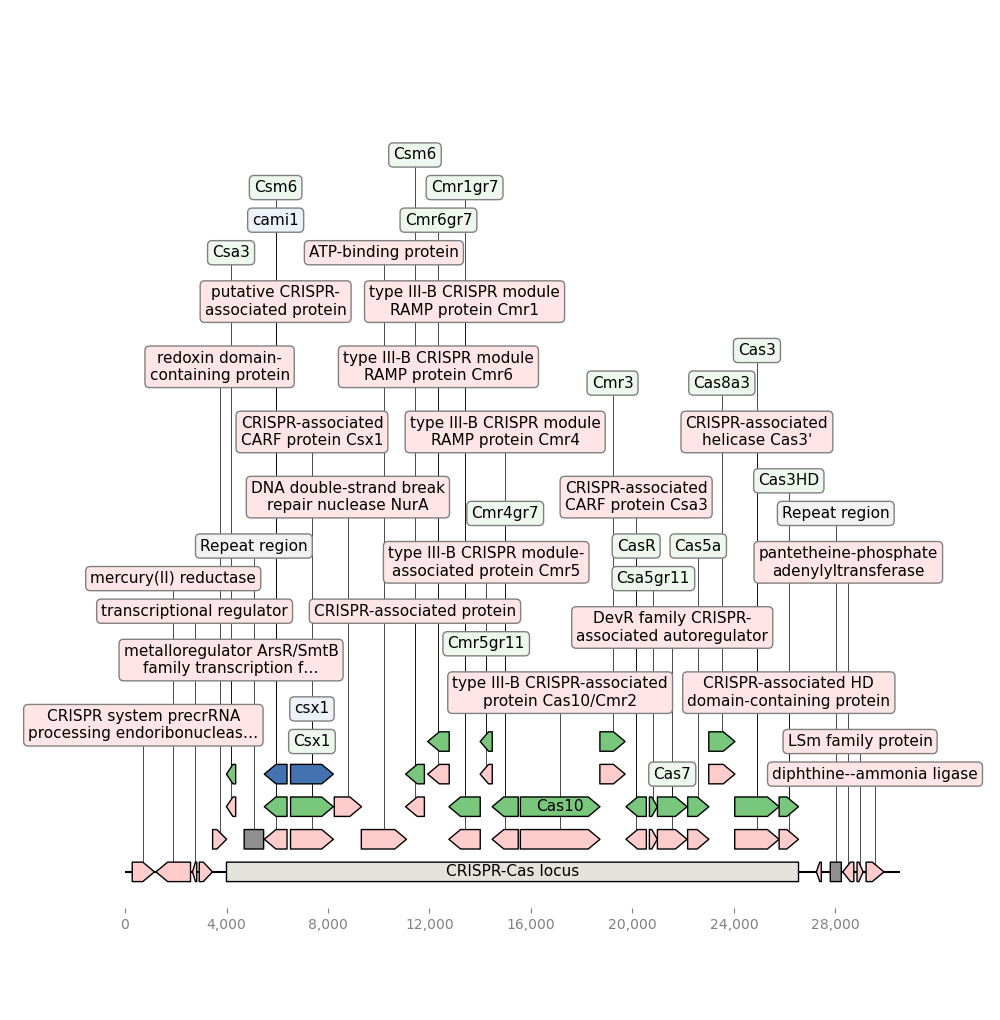 Csm6
Csm6
Cmr1gr7
cami1
Cmr6gr7
Csa3
ATP-binding protein
putative CRISPR-
associated protein
type III-B CRISPR module
RAMP protein Cmr1
Cas3
redoxin domain-
containing protein
type III-B CRISPR module
RAMP protein Cmr6
Cmr3
Cas8a3
CRISPR-associated
CARF protein Csx1
type III-B CRISPR module
RAMP protein Cmr4
CRISPR-associated
helicase Cas3'
Cas3HD
DNA double-strand break
repair nuclease NurA
CRISPR-associated
CARF protein Csa3
Cmr4gr7
Repeat region
Repeat region
CasR
Cas5a
type III-B CRISPR module-
associated protein Cmr5
pantetheine-phosphate
adenylyltransferase
mercury(II) reductase
Csa5gr11
transcriptional regulator
CRISPR-associated protein
DevR family CRISPR-
associated autoregulator
Cmr5gr11
metalloregulator ArsR/SmtB
family transcription f...
type III-B CRISPR-associated
protein Cas10/Cmr2
CRISPR-associated HD
domain-containing protein
csx1
CRISPR system precrRNA
processing endoribonucleas...
Csx1
LSm family protein
Cas7
diphthine--ammonia ligase
Cas10
CRISPR-Cas locus
0
4,000
8,000
12,000
16,000
20,000
24,000
28,000